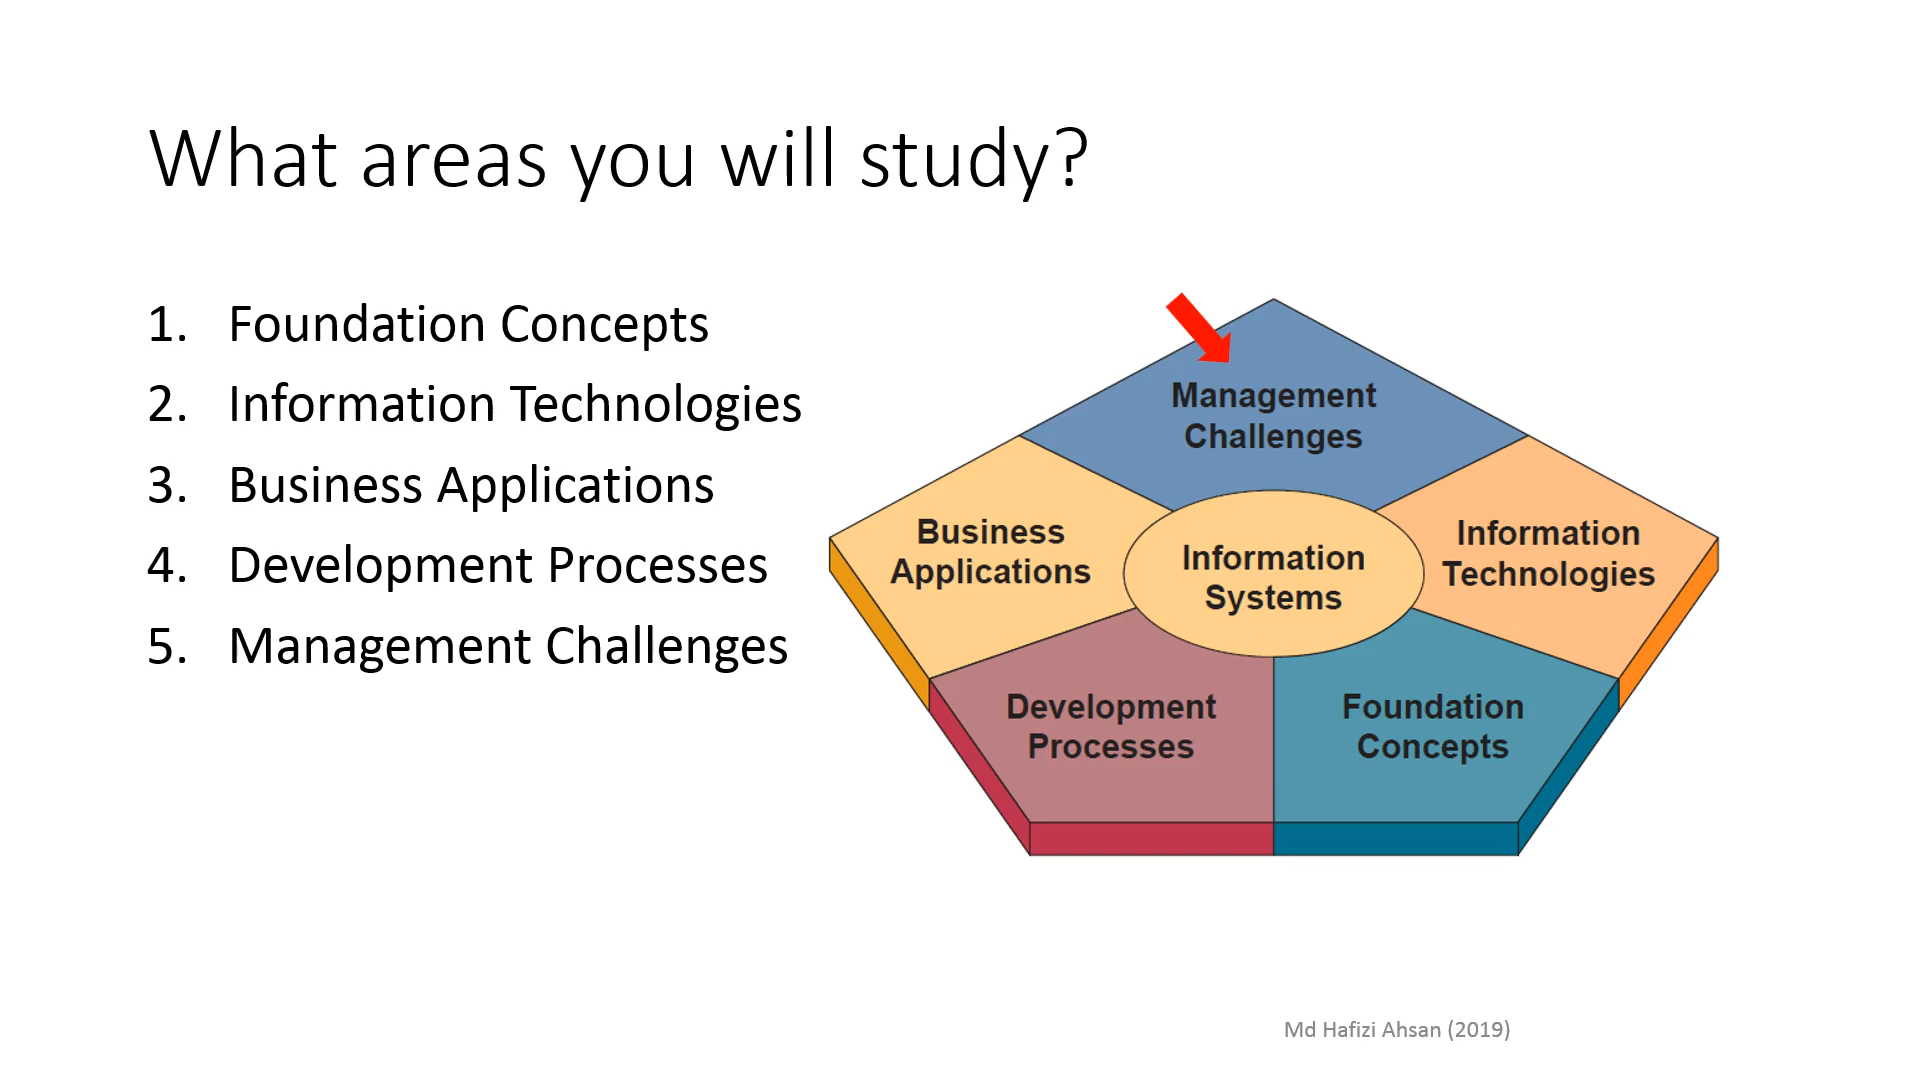 What areas you will study?
1. Foundation Concepts
2. Information Technologies
3. Business Applications
4. Development Processes
5. Management Challenges
Management
Challenges
Business
Applications
Information
Systems
Information
Technologies
Development
Processes
Foundation
Concepts
Md Hafizi Ahsan (2019)